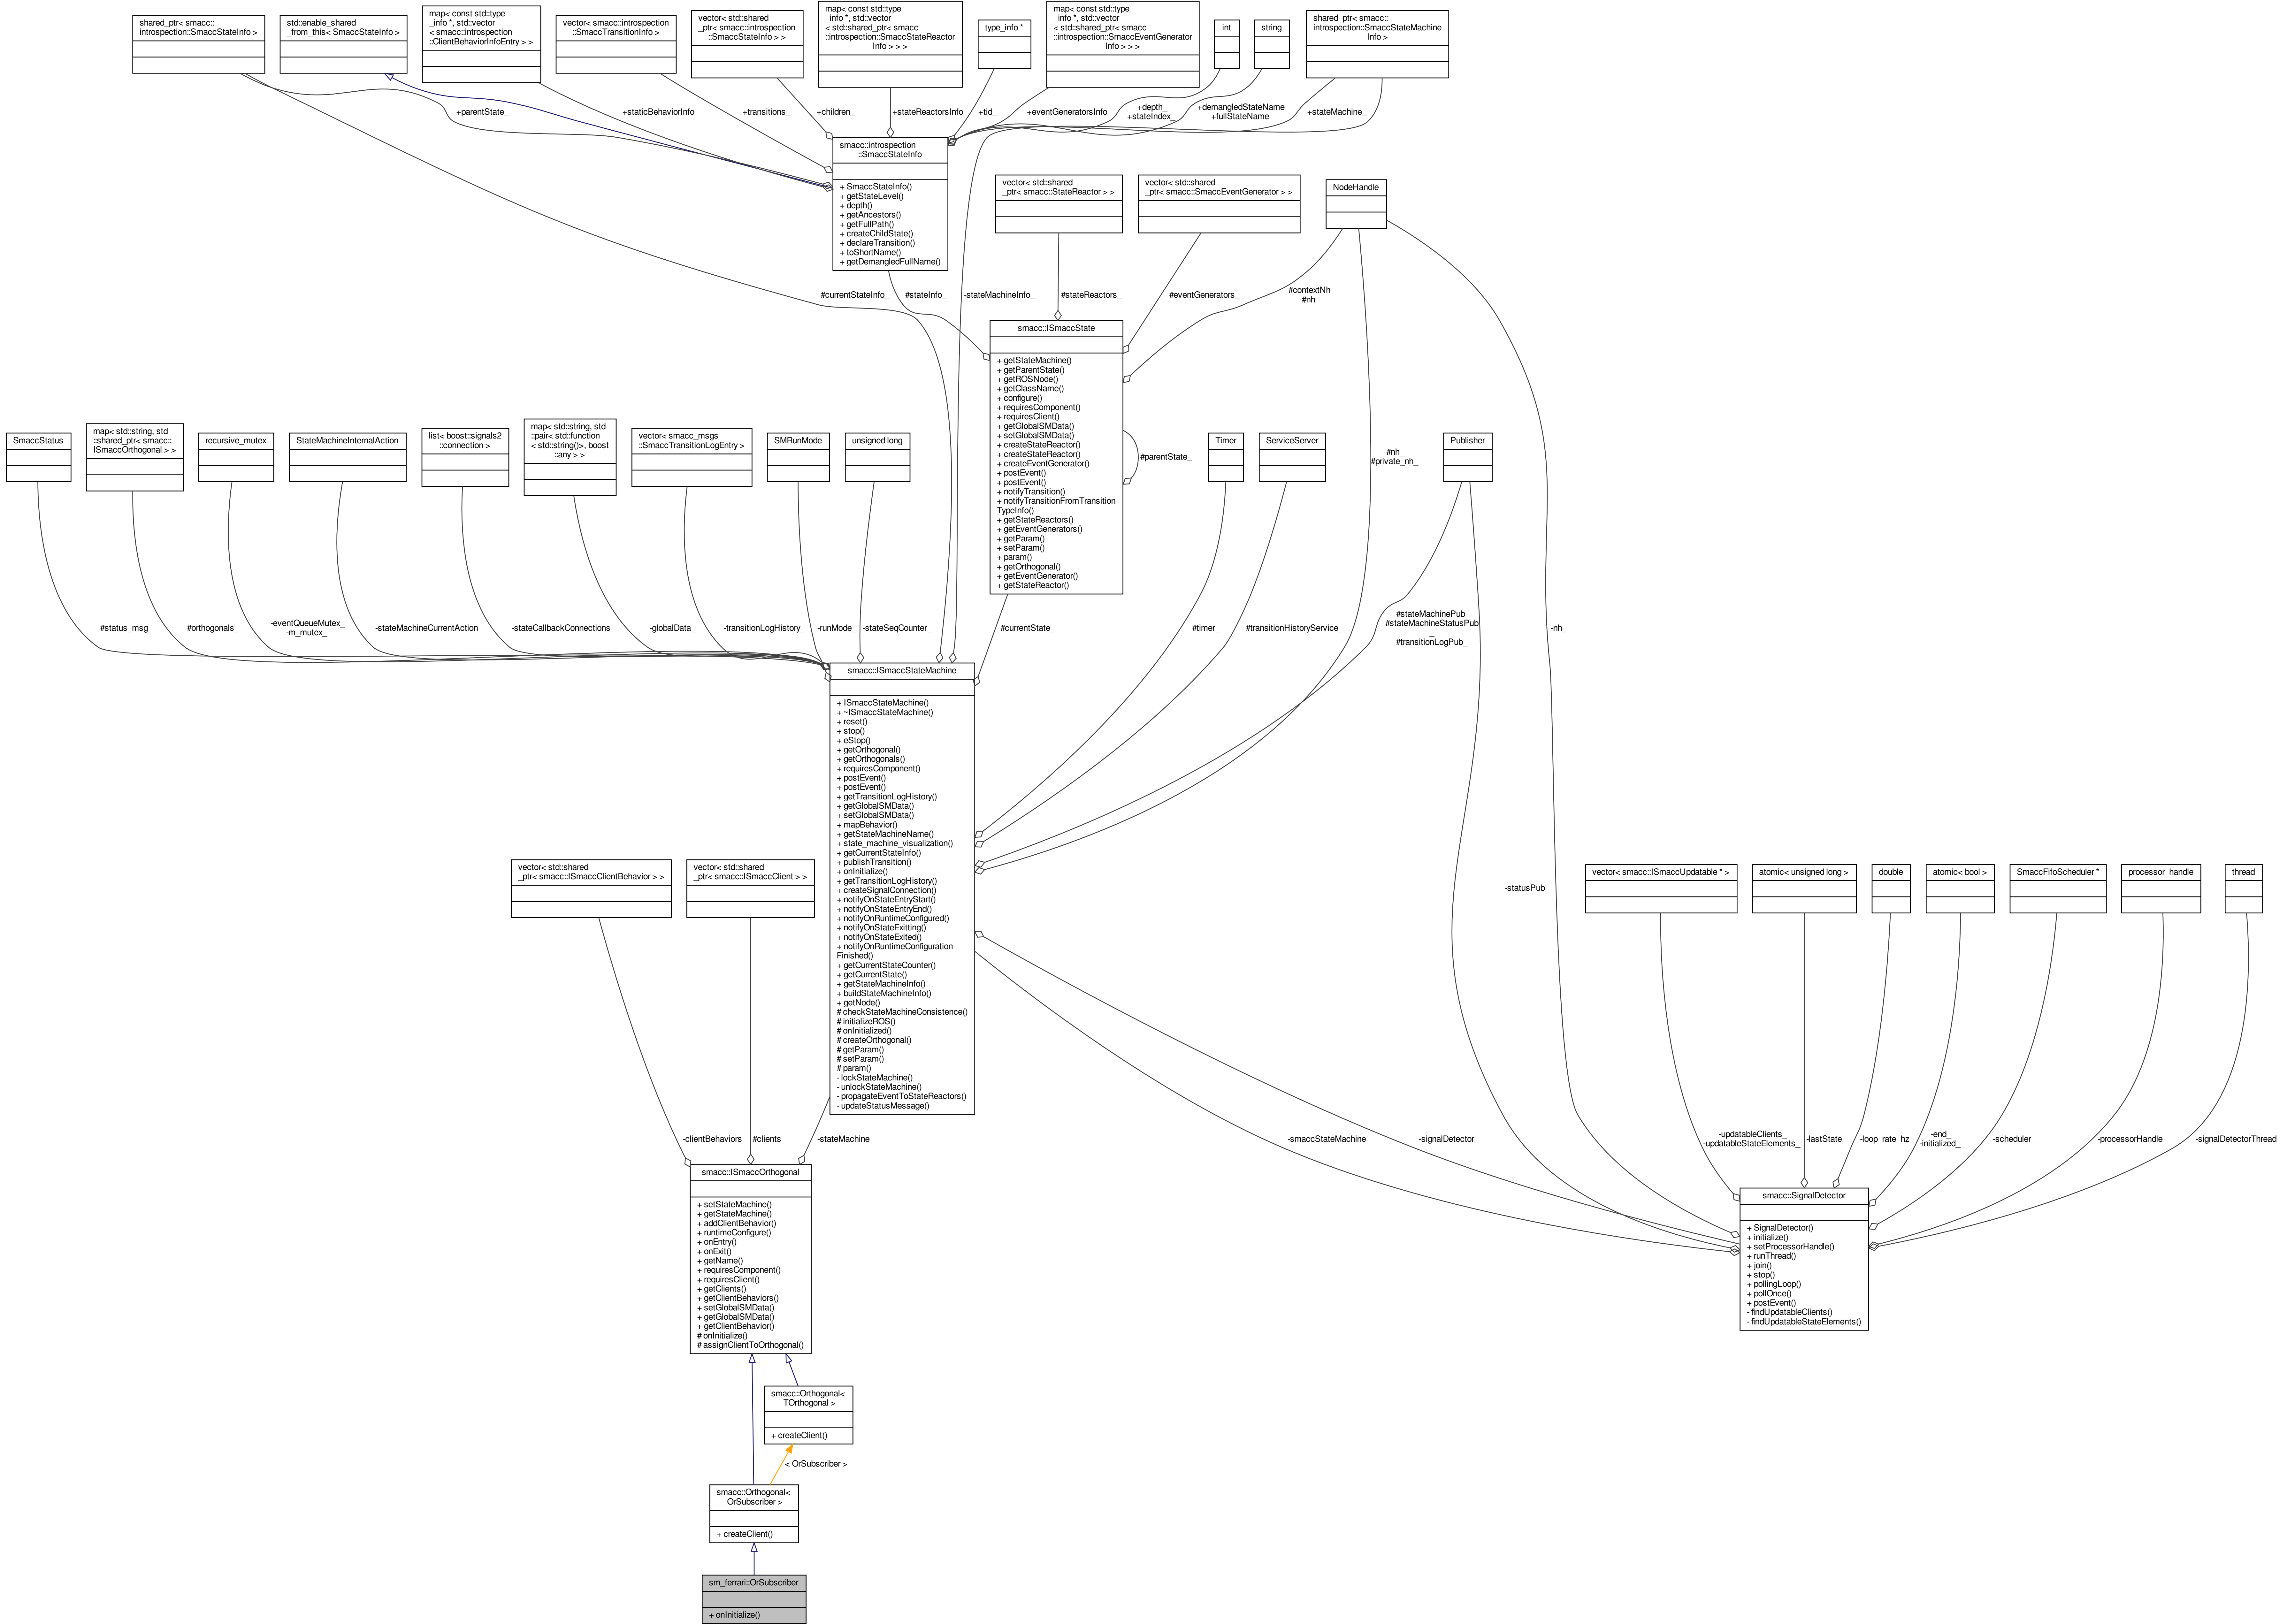 shared_ptr< smacc::
introspection::SmaccStateInfo >
std::enable_shared
_from_this< SmaccStateInfo >
map< const std::type
_info *, std::vector
< smacc::introspection
::ClientBehaviorInfoEntry > >
vector< smacc::introspection
::SmaccTransitionInfo >
vector< std::shared
_ptr< smacc::introspection
::SmaccStateInfo > >
map< const std::type
_info *, std::vector
< std::shared_ptr< smacc
::introspection::SmaccStateReactor
Info > > >
type_info *
map< const std::type
_info *, std::vector
< std::shared_ptr< smacc
::introspection::SmaccEventGenerator
Info > > >
int
string
shared_ptr< smacc::
introspection::SmaccStateMachine
Info >
+parentState_
+staticBehaviorInfo
+transitions_
+children_
+stateReactorsInfo
+tid_
+eventGeneratorsInfo
+depth_
+stateIndex_
+demangledStateName
+fullStateName
+stateMachine_
smacc::introspection
::SmaccStateInfo
+ SmaccStateInfo()
+ getStateLevel()
+ depth()
+ getAncestors()
+ getFullPath()
+ createChildState()
+ declareTransition()
+ toShortName()
+ getDemangledFullName()
vector< std::shared
_ptr< smacc::StateReactor > >
vector< std::shared
_ptr< smacc::SmaccEventGenerator > >
NodeHandle
#currentStateInfo_
#stateInfo_
-stateMachineInfo_
#stateReactors_
#eventGenerators_
#contextNh
#nh
smacc::ISmaccState
+ getStateMachine()
+ getParentState()
+ getROSNode()
+ getClassName()
+ configure()
+ requiresComponent()
+ requiresClient()
+ getGlobalSMData()
+ setGlobalSMData()
+ createStateReactor()
+ createStateReactor()
+ createEventGenerator()
+ postEvent()
+ postEvent()
+ notifyTransition()
+ notifyTransitionFromTransition
TypeInfo()
+ getStateReactors()
+ getEventGenerators()
+ getParam()
+ setParam()
+ param()
+ getOrthogonal()
+ getEventGenerator()
+ getStateReactor()
#parentState_
#nh_
#private_nh_
SmaccStatus
map< std::string, std
::shared_ptr< smacc::
ISmaccOrthogonal > >
recursive_mutex
StateMachineInternalAction
list< boost::signals2
::connection >
map< std::string, std
::pair< std::function
< std::string()>, boost
::any > >
vector< smacc_msgs
::SmaccTransitionLogEntry >
SMRunMode
unsigned long
Timer
ServiceServer
Publisher
#status_msg_
#orthogonals_
-eventQueueMutex_
-m_mutex_
-stateMachineCurrentAction
-stateCallbackConnections
-globalData_
-transitionLogHistory_
-runMode_
-stateSeqCounter_
#currentState_
#timer_
#transitionHistoryService_
#stateMachinePub_
#stateMachineStatusPub
_
#transitionLogPub_
-nh_
smacc::ISmaccStateMachine
+ ISmaccStateMachine()
+ ~ISmaccStateMachine()
+ reset()
+ stop()
+ eStop()
+ getOrthogonal()
+ getOrthogonals()
+ requiresComponent()
+ postEvent()
+ postEvent()
+ getTransitionLogHistory()
+ getGlobalSMData()
+ setGlobalSMData()
+ mapBehavior()
+ getStateMachineName()
+ state_machine_visualization()
+ getCurrentStateInfo()
+ publishTransition()
+ onInitialize()
+ getTransitionLogHistory()
+ createSignalConnection()
+ notifyOnStateEntryStart()
+ notifyOnStateEntryEnd()
+ notifyOnRuntimeConfigured()
+ notifyOnStateExitting()
+ notifyOnStateExited()
+ notifyOnRuntimeConfiguration
Finished()
+ getCurrentStateCounter()
+ getCurrentState()
+ getStateMachineInfo()
+ buildStateMachineInfo()
+ getNode()
# checkStateMachineConsistence()
# initializeROS()
# onInitialized()
# createOrthogonal()
# getParam()
# setParam()
# param()
- lockStateMachine()
- unlockStateMachine()
- propagateEventToStateReactors()
- updateStatusMessage()
vector< std::shared
_ptr< smacc::ISmaccClientBehavior > >
vector< std::shared
_ptr< smacc::ISmaccClient > >
-statusPub_
vector< smacc::ISmaccUpdatable * >
atomic< unsigned long >
double
atomic< bool >
SmaccFifoScheduler *
processor_handle
thread
-clientBehaviors_
#clients_
-stateMachine_
-smaccStateMachine_
-signalDetector_
-updatableClients_
-updatableStateElements_
-lastState_
-loop_rate_hz
-end_
-initialized_
-scheduler_
-processorHandle_
-signalDetectorThread_
smacc::ISmaccOrthogonal
+ setStateMachine()
+ getStateMachine()
+ addClientBehavior()
+ runtimeConfigure()
+ onEntry()
+ onExit()
+ getName()
+ requiresComponent()
+ requiresClient()
+ getClients()
+ getClientBehaviors()
+ setGlobalSMData()
+ getGlobalSMData()
+ getClientBehavior()
# onInitialize()
# assignClientToOrthogonal()
smacc::SignalDetector
+ SignalDetector()
+ initialize()
+ setProcessorHandle()
+ runThread()
+ join()
+ stop()
+ pollingLoop()
+ pollOnce()
+ postEvent()
- findUpdatableClients()
- findUpdatableStateElements()
smacc::Orthogonal<
TOrthogonal >
+ createClient()
< OrSubscriber >
smacc::Orthogonal<
OrSubscriber >
+ createClient()
sm_ferrari::OrSubscriber
+ onInitialize()